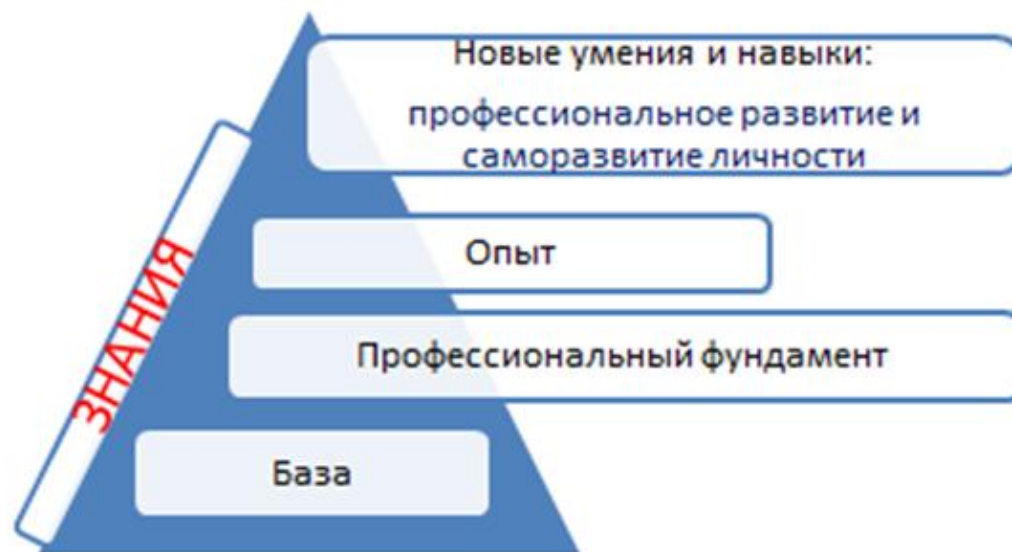 Новые умения и навыки:
профессиональное развитие и
саморазвитие личности
ЗНАНИЯ
Опыт
Профессиональный фундамент
База